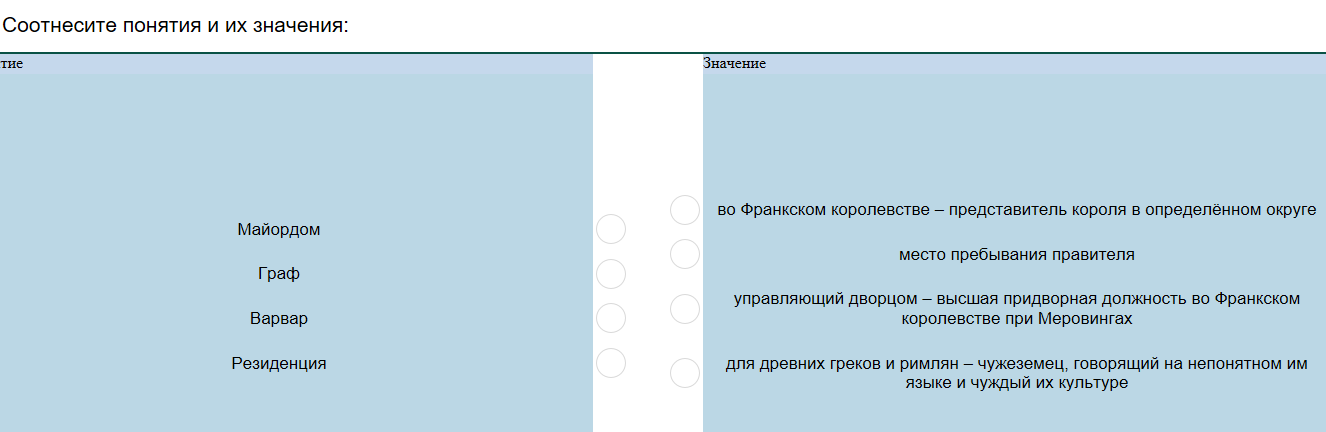 Соотнесите понятия и их значения:
тие
Значение
Майордом
Граф
Варвар
Резиденция
во Франкском королевстве – представитель короля в определённом округе
место пребывания правителя
управляющий дворцом – высшая придворная должность во Франкском
королевстве при Меровингах
для древних греков и римлян – чужеземец, говорящий на непонятном им
языке и чуждый их культуре